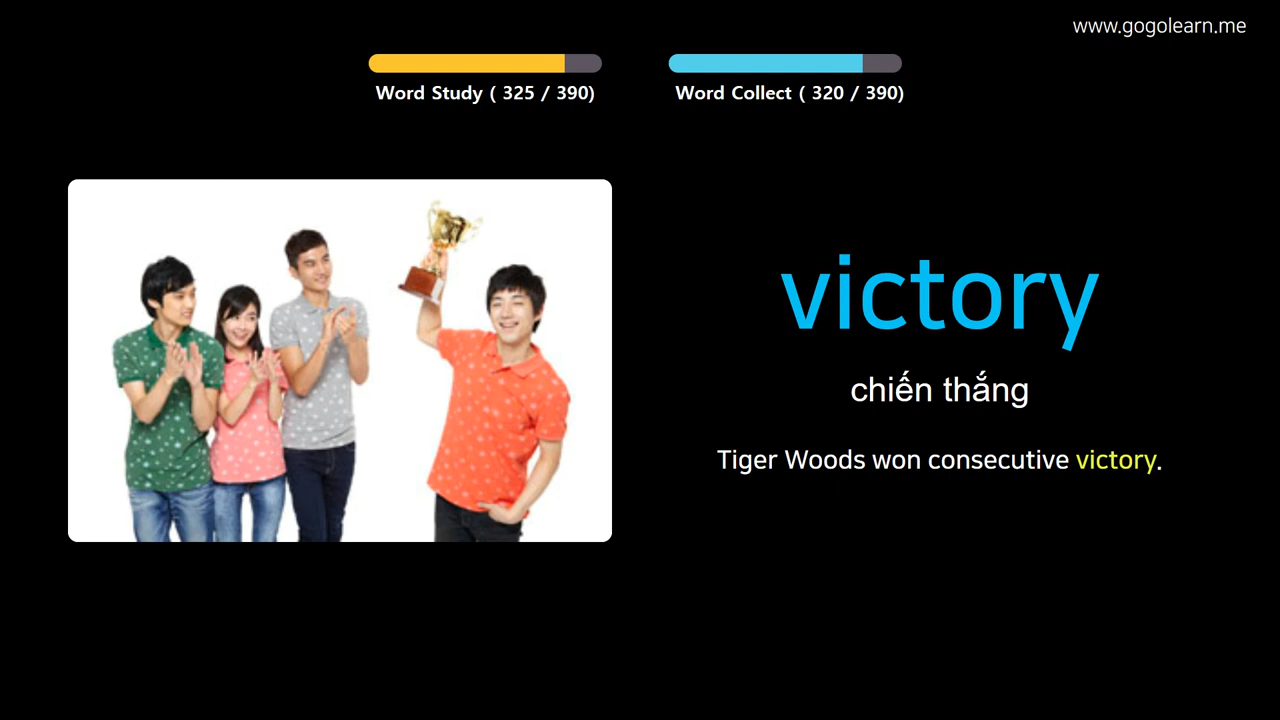 www.gogolearn.me
Word Study ( 325 / 390)
Word Collect ( 320 / 390)
victory
chiến thắng
Tiger Woods won consecutive victory.